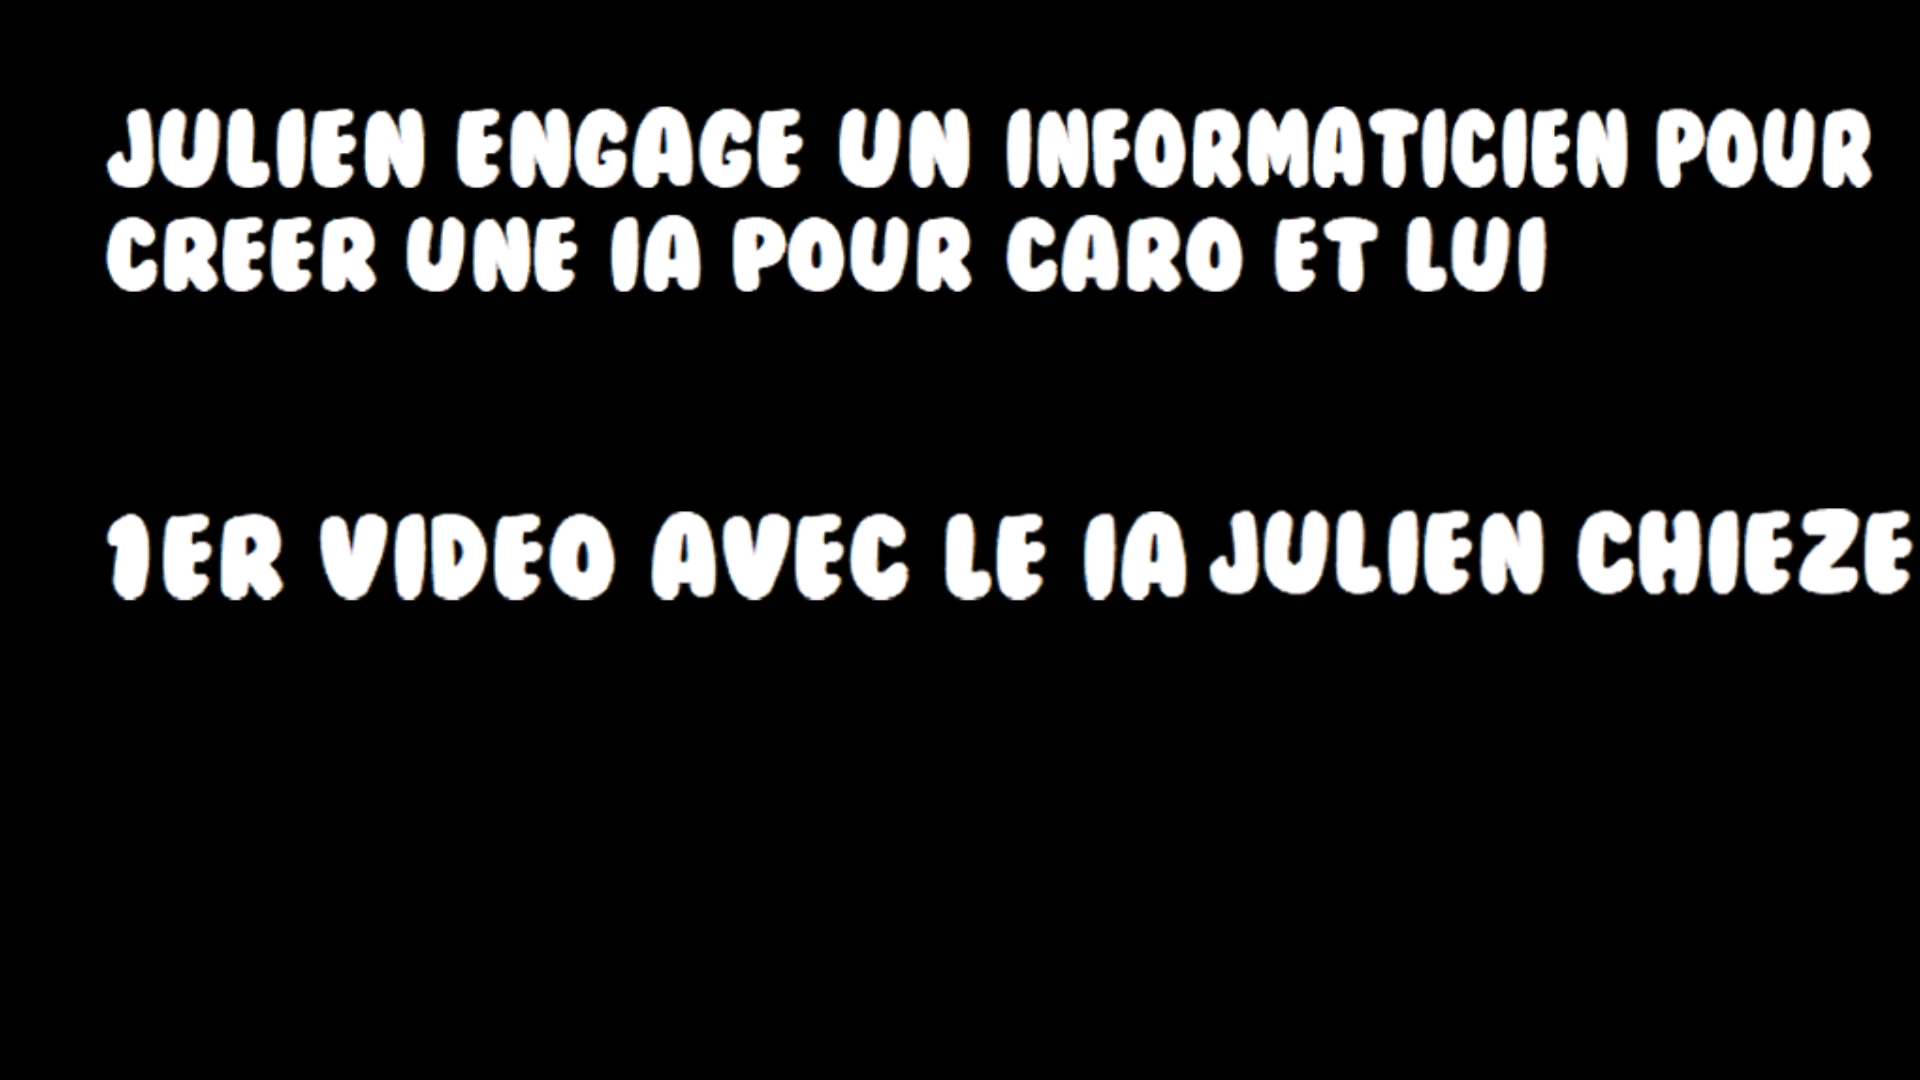 JULIEN ENGAGE UN INFORMATICIEN POUR
CREER UNE IA POUR CARO ET LUI
1ER VIDEO AVEC LE IA JULIEN CHIEZE